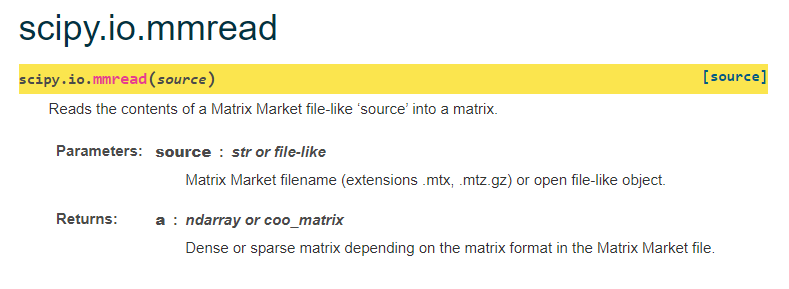 scipy.io.mmread
scipy.io.mmread(source) [source]
Reads the contents of a Matrix Market file-like ‘source’ into a matrix.
Parameters: source : str or file-like
Matrix Market filename (extensions .mtx, .mtz.gz) or open file-like object.
Returns: a : ndarray or coo_matrix
Dense or sparse matrix depending on the matrix format in the Matrix Market file.